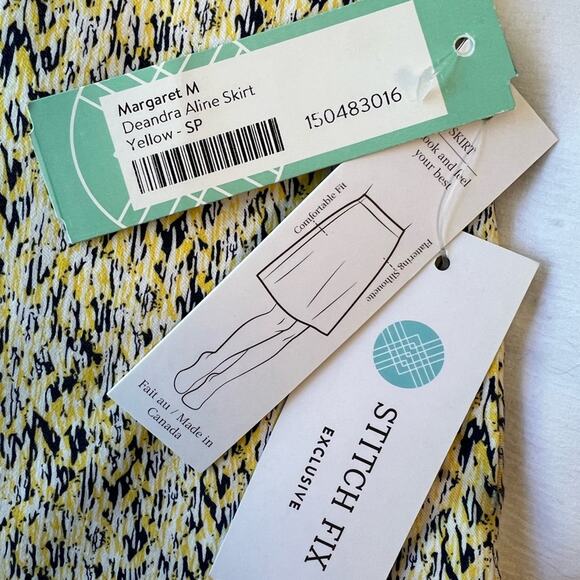 Margaret M
Deandra Aline Skirt
Yellow - SP
150483016
SKIRT
ook and feel
your best
Comfortable Fit
Flattering Silhouette
Fait au / Made in
Canada
STITCH FIX
EXCLUSIVE